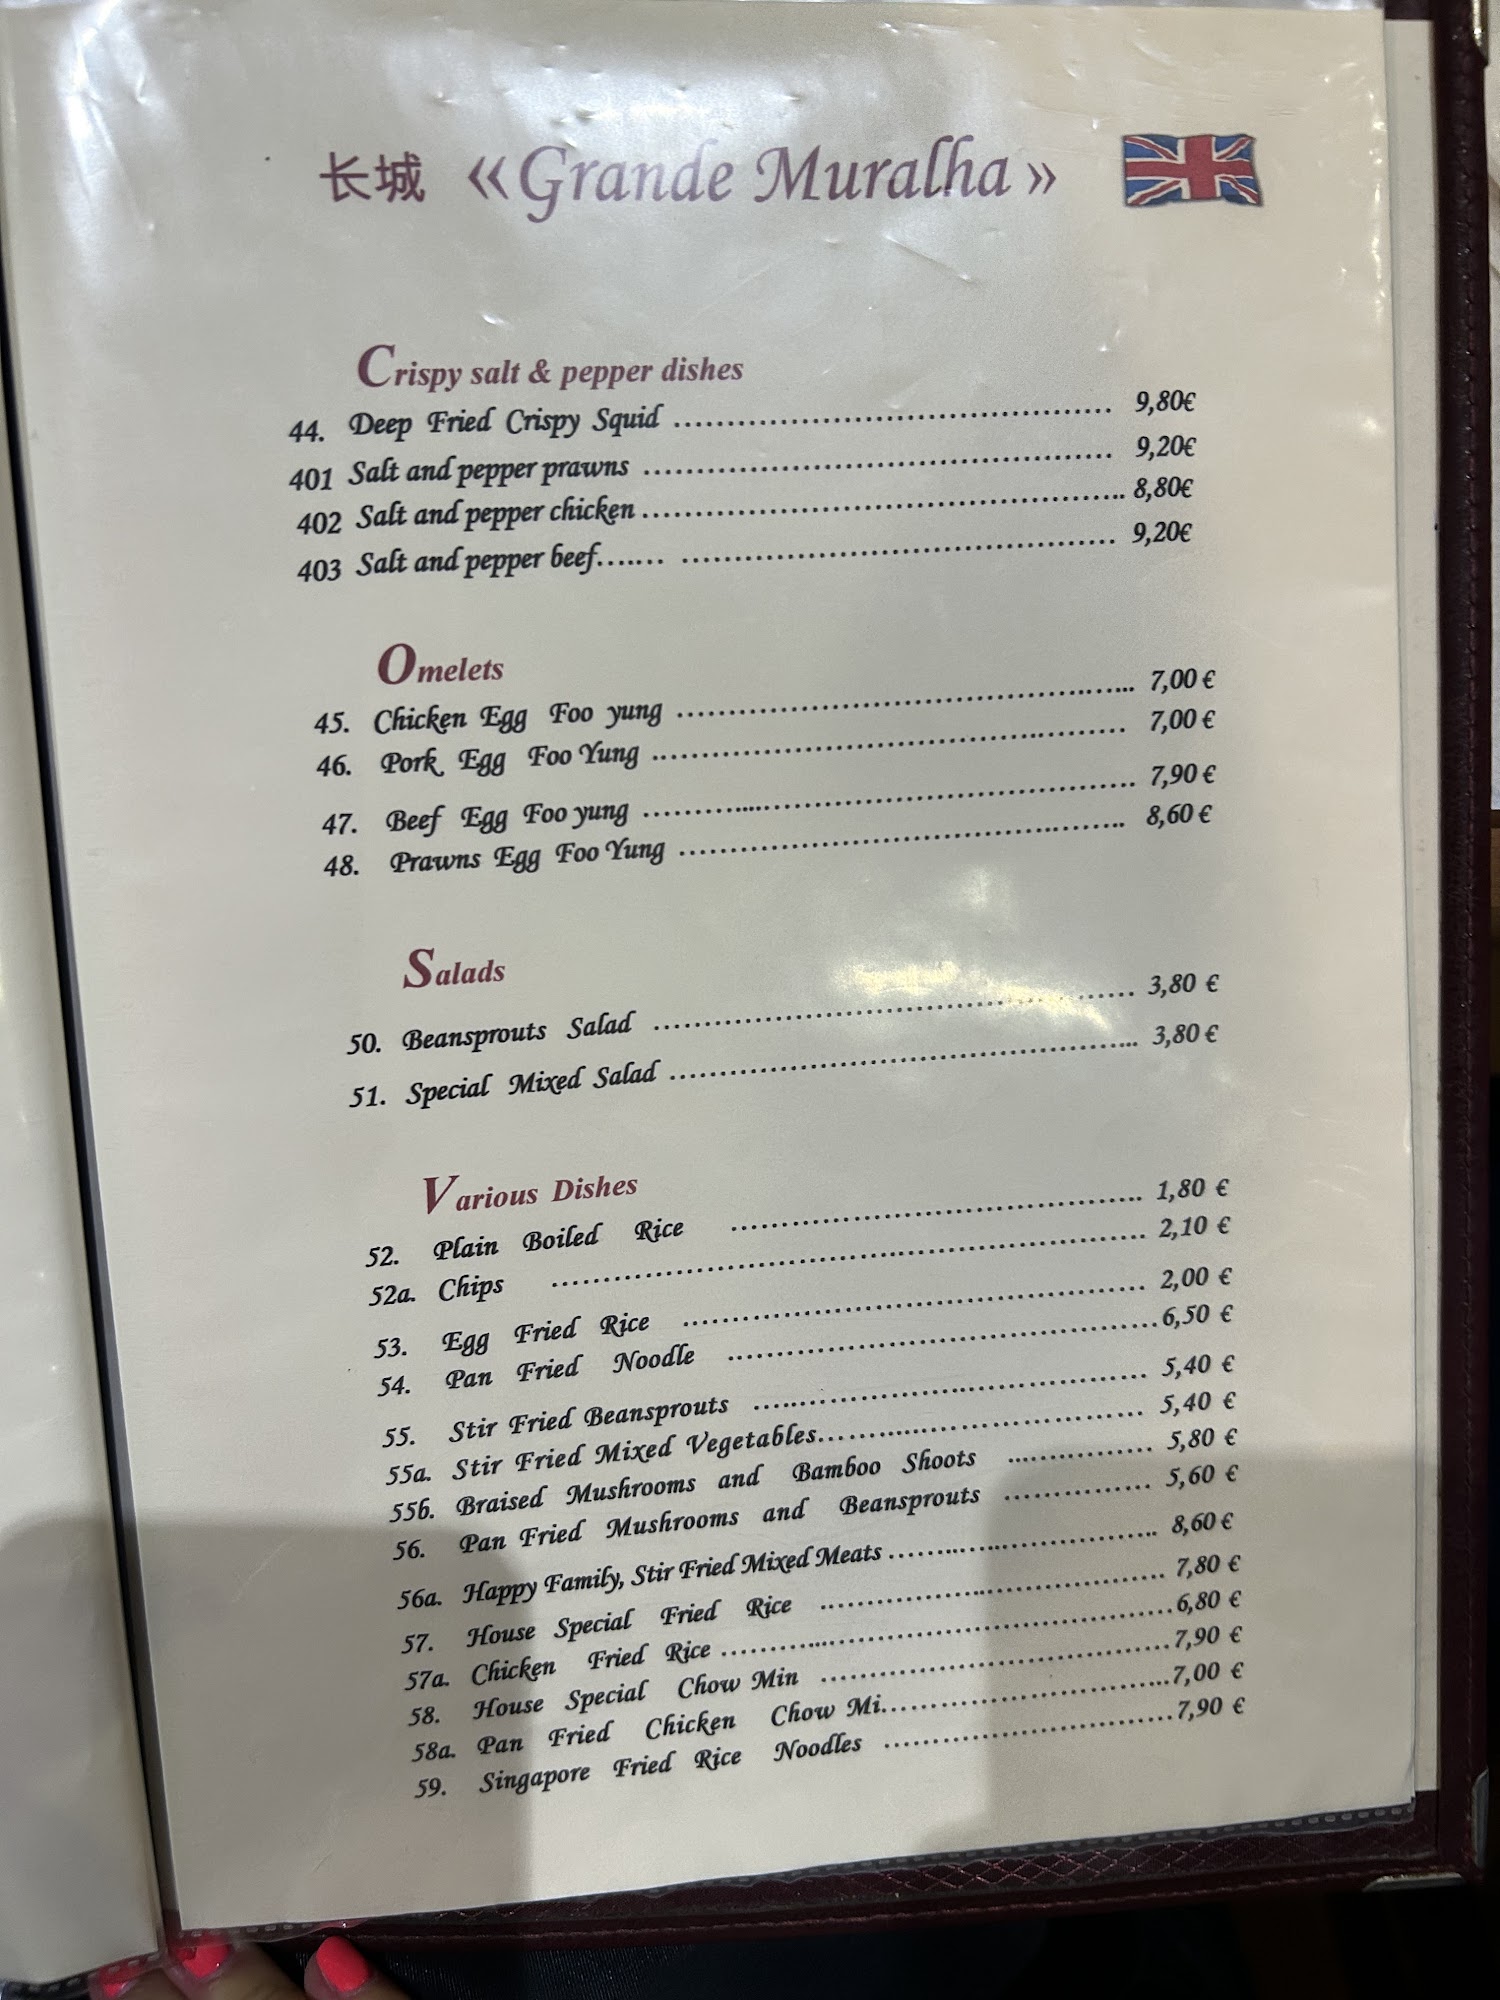 长城 «Grande Muralha»
Crispy salt & pepper dishes
44. Deep Fried Crispy Squid ........................................ 9,80€
401 Salt and pepper prawns ........................................ 9,20€
402 Salt and pepper chicken ........................................ 8,80€
403 Salt and pepper beef....... ........................................ 9,20€
Omelets
45. Chicken Egg Foo yung ........................................ 7,00 €
46. Pork Egg Foo Yung ........................................ 7,00 €
47. Beef Egg Foo yung ........................................ 7,90 €
48. Prawns Egg Foo Yung ........................................ 8,60 €
Salads
50. Beansprouts Salad ........................................ 3,80 €
51. Special Mixed Salad ........................................ 3,80 €
Various Dishes
52. Plain Boiled Rice ........................................ 1,80 €
52a. Chips ........................................ 2,10 €
53. Egg Fried Rice ........................................ 2,00 €
54. Pan Fried Noodle ........................................ 6,50 €
55. Stir Fried Beansprouts ........................................ 5,40 €
55a. Stir Fried Mixed Vegetables........................................ 5,40 €
55b. Braised Mushrooms and Bamboo Shoots ................ 5,80 €
56. Pan Fried Mushrooms and Beansprouts ................ 5,60 €
56a. Happy Family, Stir Fried Mixed Meats ........................ 8,60 €
57. House Special Fried Rice ........................................ 7,80 €
57a. Chicken Fried Rice ........................................ 6,80 €
58. House Special Chow Min ........................................ 7,90 €
58a. Pan Fried Chicken Chow Mi........................................ 7,00 €
59. Singapore Fried Rice Noodles ................................ 7,90 €